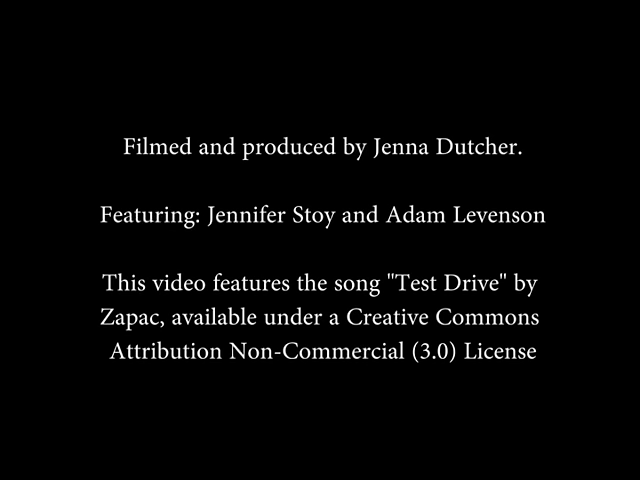 Filmed and produced by Jenna Dutcher.
Featuring: Jennifer Stoy and Adam Levenson
This video features the song "Test Drive" by
Zapac, available under a Creative Commons
Attribution Non-Commercial (3.0) License